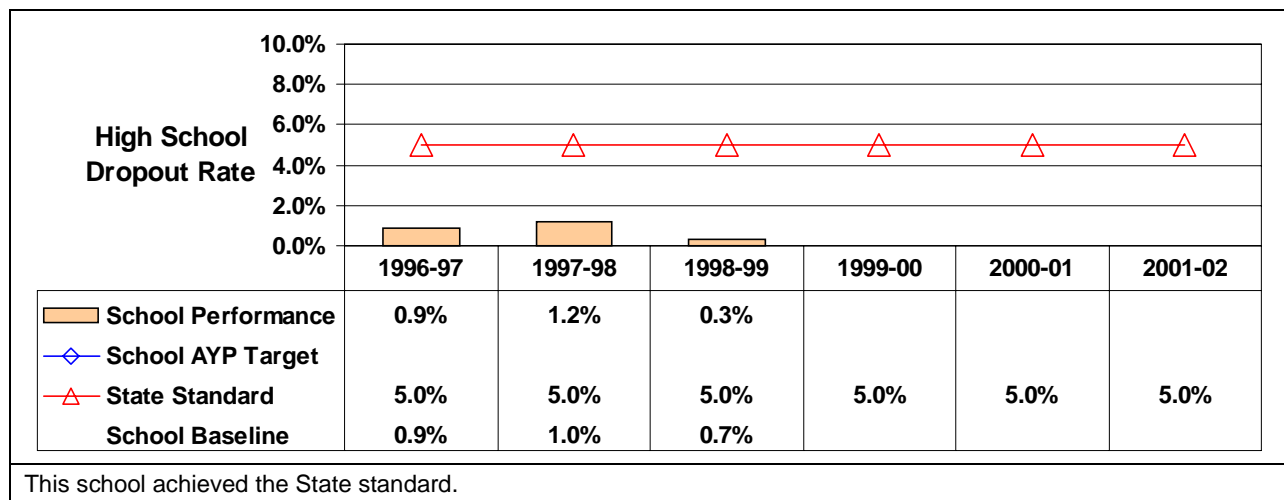 10.0%
8.0%
6.0%
4.0%
2.0%
0.0%
High School
Dropout Rate
1996-97 1997-98 1998-99 1999-00 2000-01 2001-02
School Performance 0.9% 1.2% 0.3%
School AYP Target
State Standard 5.0% 5.0% 5.0% 5.0% 5.0% 5.0%
School Baseline 0.9% 1.0% 0.7%
This school achieved the State standard.